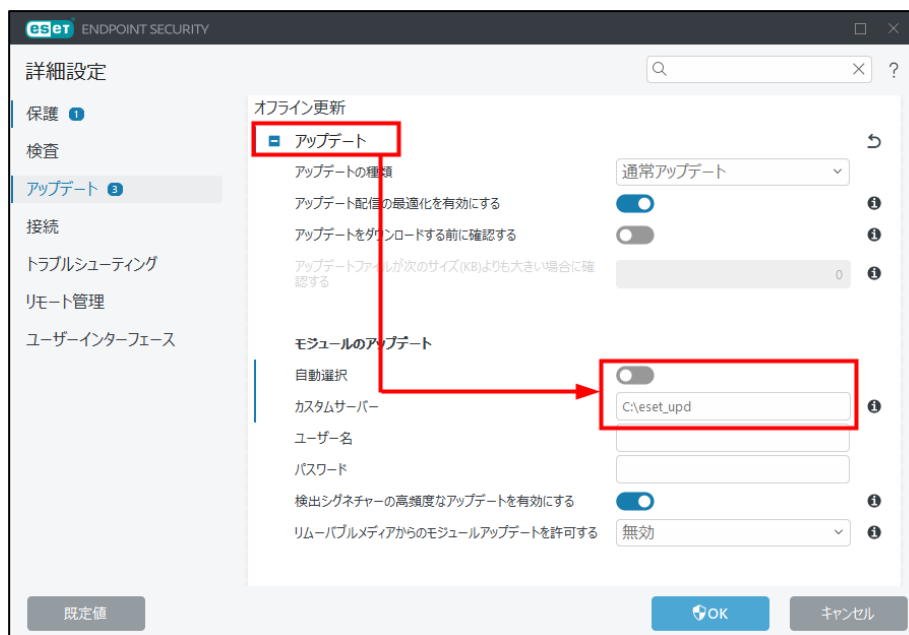 eset ENDPOINT SECURITY
詳細設定
?
保護 1
検査
アップデート 3
接続
トラブルシューティング
リモート管理
ユーザーインターフェース
オフライン更新
アップデート
アップデートの種類 通常アップデート
アップデート配信の最適化を有効にする
アップデートをダウンロードする前に確認する
アップデートファイルが次のサイズ(KB)よりも大きい場合に確
認する 0
モジュールのアップデート
自動選択
カスタムサーバー C:\eset_upd
ユーザー名
パスワード
検出シグネチャーの高頻度なアップデートを有効にする
リムーバブルメディアからのモジュールアップデートを許可する 無効
既定値 OK キャンセル